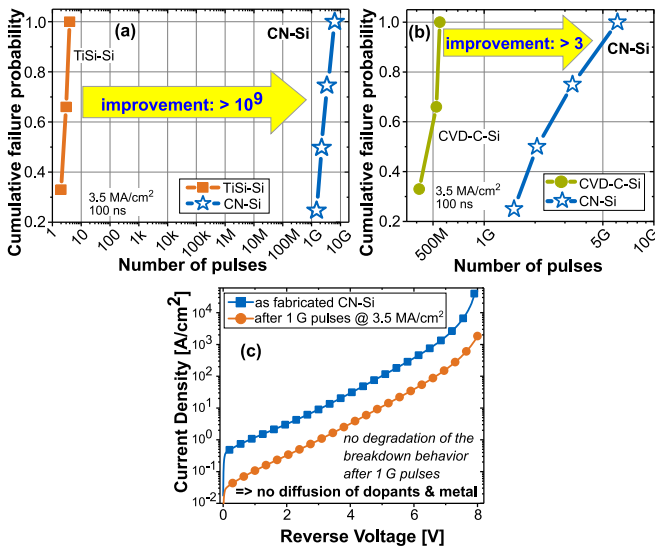 (a)
TiSi-Si
CN-Si
improvement: > 10⁹
3.5 MA/cm²
100 ns
TiSi-Si
CN-Si
Cumulative failure probability
1.0
0.8
0.6
0.4
0.2
1 10 100 1k 10k 100k 1M 10M 100M 1G 10G
Number of pulses
(b)
improvement: > 3
CN-Si
CVD-C-Si
3.5 MA/cm²
100 ns
CVD-C-Si
CN-Si
Cumulative failure probability
1.0
0.8
0.6
0.4
0.2
500M 1G 5G 10G
Number of pulses
as fabricated CN-Si
after 1 G pulses @ 3.5 MA/cm²
(c)
no degradation of the
breakdown behavior
after 1 G pulses
=> no diffusion of dopants & metal
Current Density [A/cm²]
10⁴
10³
10²
10¹
10⁰
10⁻¹
10⁻²
0 2 4 6 8
Reverse Voltage [V]